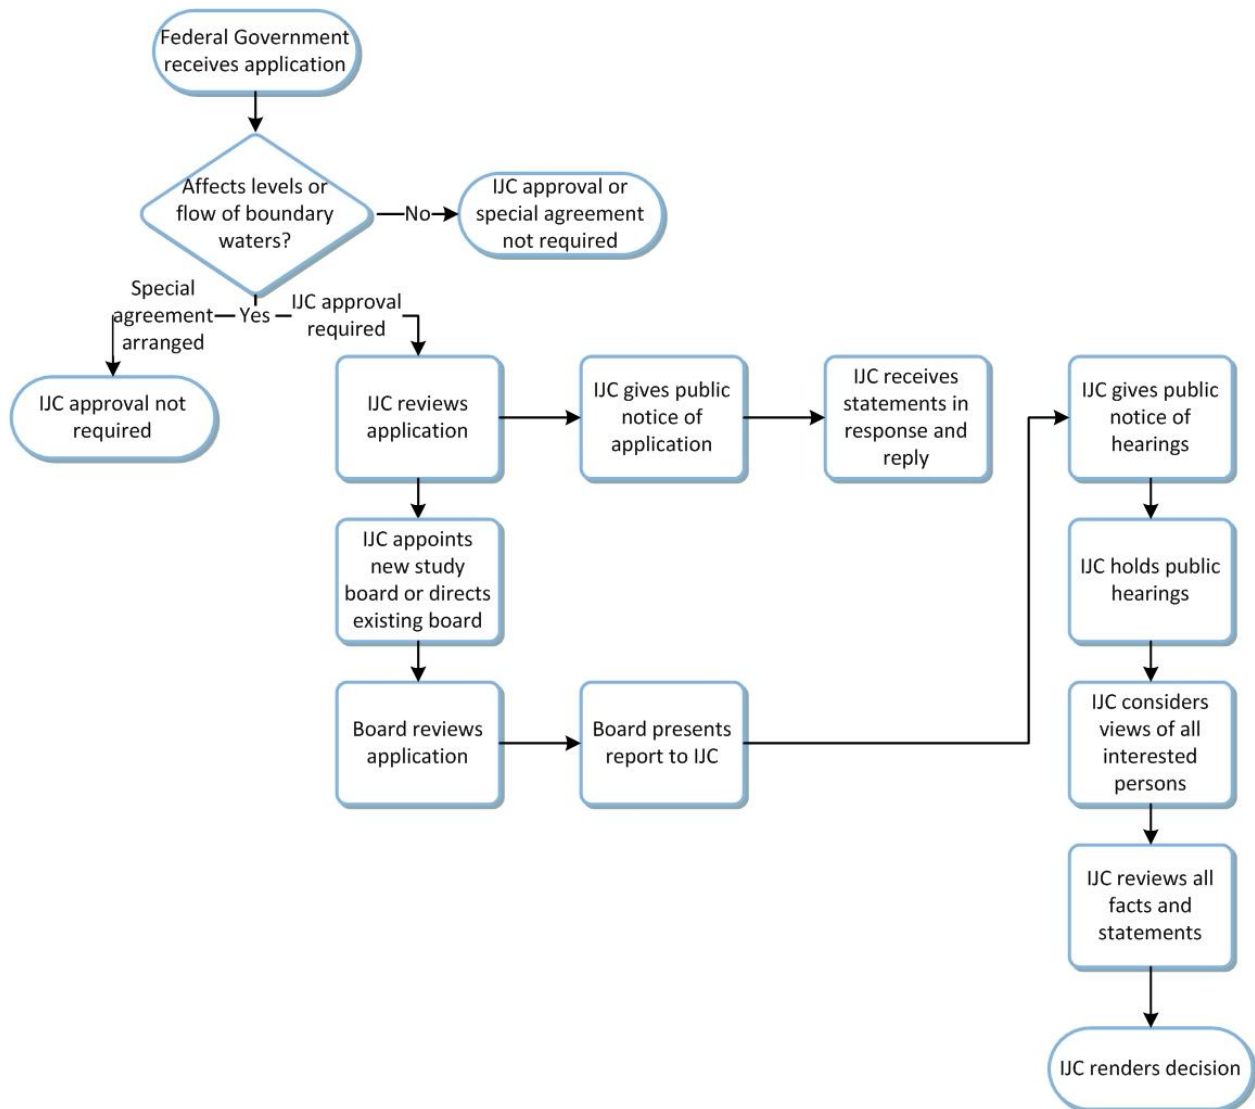 Federal Government
receives application
Affects levels or
flow of boundary
waters?
No
IJC approval or
special agreement
not required
Special
agreement
arranged
Yes
IJC approval
required
IJC approval not
required
IJC reviews
application
IJC gives public
notice of
application
IJC receives
statements in
response and
reply
IJC gives public
notice of
hearings
IJC appoints
new study
board or directs
existing board
IJC holds public
hearings
Board reviews
application
Board presents
report to IJC
IJC considers
views of all
interested
persons
IJC reviews all
facts and
statements
IJC renders decision